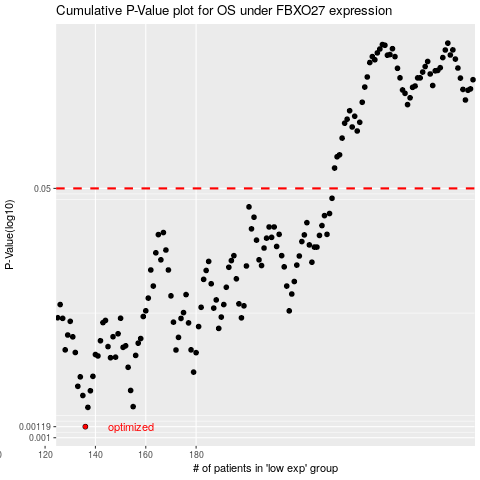 Cumulative P-Value plot for OS under FBXO27 expression
P-Value(log10)
0.05
0.00119
0.001
optimized
0
120 140 160 180
# of patients in 'low exp' group